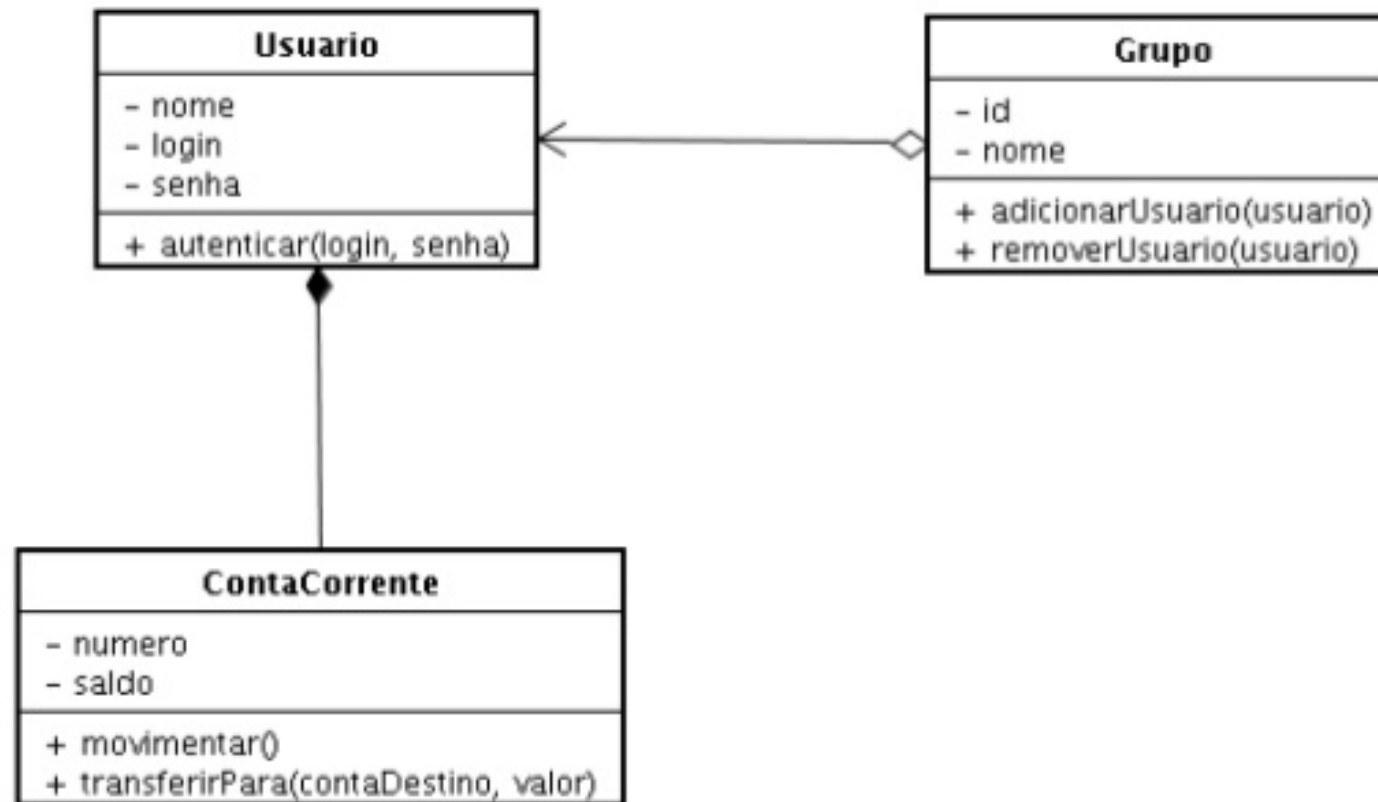 Usuario
- nome
- login
- senha
+ autenticar(login, senha)
Grupo
- id
- nome
+ adicionarUsuario(usuario)
+ removerUsuario(usuario)
ContaCorrente
- numero
- saldo
+ movimentar()
+ transferirPara(contaDestino, valor)